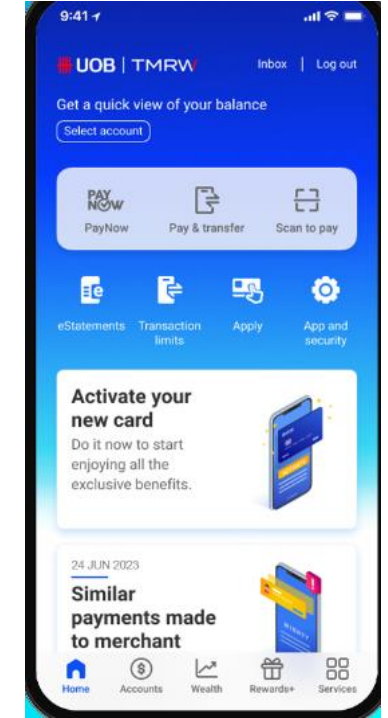 9:41
UOB | TMRW
Inbox | Log out
Get a quick view of your balance
Select account
PAY
NOW
PayNow
Pay & transfer
Scan to pay
eStatements
Transaction
limits
Apply
App and
security
Activate your
new card
Do it now to start
enjoying all the
exclusive benefits.
24 JUN 2023
Similar
payments made
to merchant
Home
Accounts
Wealth
Rewards+
Services